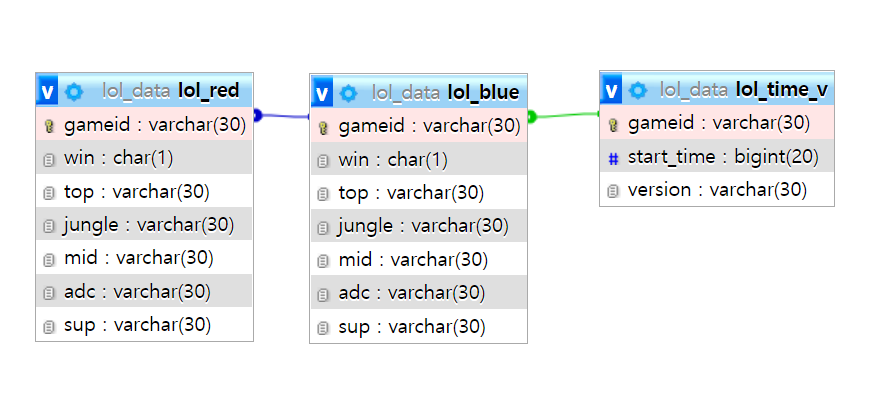 v lol_data lol_red
gameid : varchar(30)
win : char(1)
top : varchar(30)
jungle : varchar(30)
mid : varchar(30)
adc : varchar(30)
sup : varchar(30)
v lol_data lol_blue
gameid : varchar(30)
win : char(1)
top : varchar(30)
jungle : varchar(30)
mid : varchar(30)
adc : varchar(30)
sup : varchar(30)
v lol_data lol_time_v
gameid : varchar(30)
# start_time : bigint(20)
version : varchar(30)